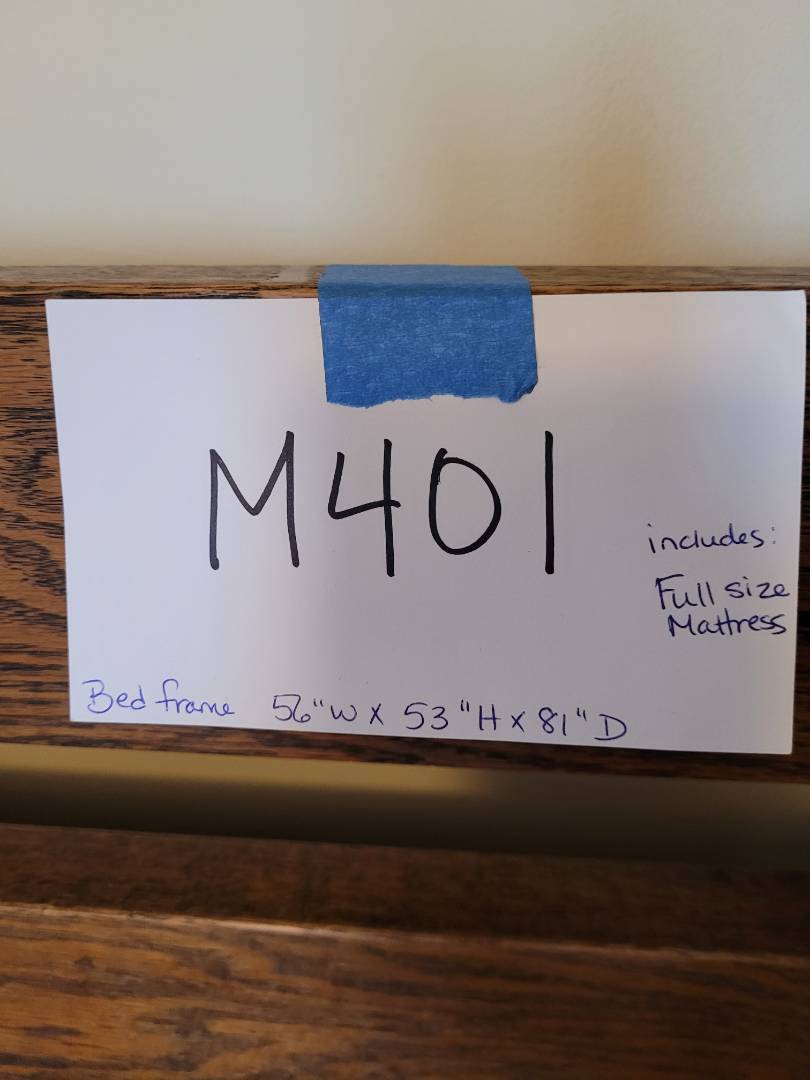 M401
includes:
Full size
Mattress
Bed frame 56"W x 53"H x 81"D